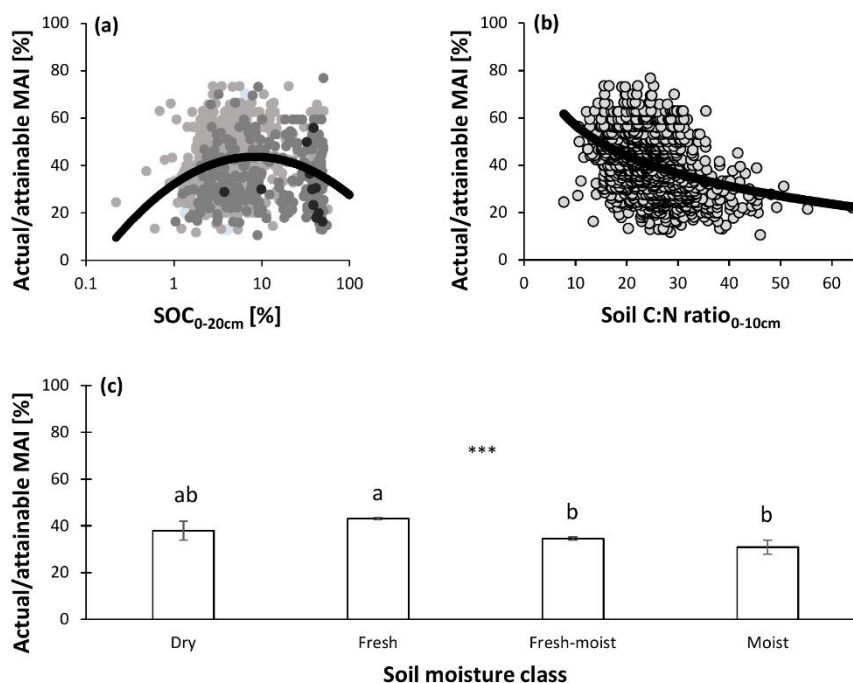 (a)
Actual/attainable MAI [%]
100
80
60
40
20
0
0.1 1 10 100
SOC0-20cm [%]
(b)
Actual/attainable MAI [%]
100
80
60
40
20
0
0 10 20 30 40 50 60
Soil C:N ratio0-10cm
(c)
Actual/attainable MAI [%]
100
80
60
40
20
0
***
ab a b b
Dry Fresh Fresh-moist Moist
Soil moisture class